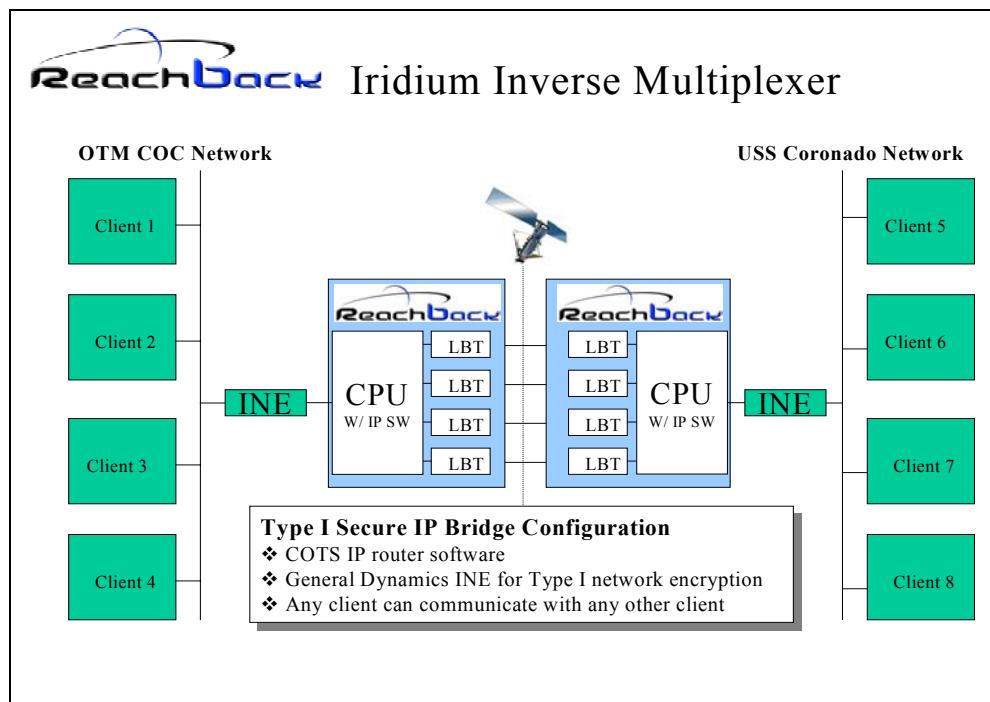 ReachBack Iridium Inverse Multiplexer
OTM COC Network
USS Coronado Network
Client 1
Client 2
Client 3
Client 4
INE
ReachBack
CPU
W/ IP SW
LBT
LBT
LBT
LBT
ReachBack
LBT
LBT
LBT
LBT
CPU
W/ IP SW
INE
Client 5
Client 6
Client 7
Client 8
Type I Secure IP Bridge Configuration
❖ COTS IP router software
❖ General Dynamics INE for Type I network encryption
❖ Any client can communicate with any other client